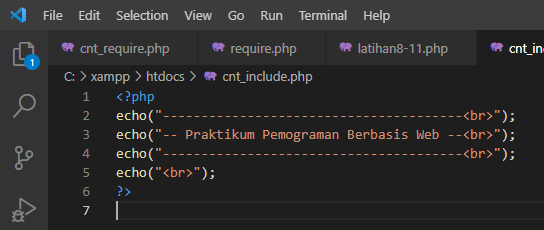 File Edit Selection View Go Run Terminal Help
cnt_require.php require.php latihan8-11.php cnt_in
1
C: > xampp > htdocs > cnt_include.php
1 <?php
2 echo("---------------------------------------<br>");
3 echo("-- Praktikum Pemograman Berbasis Web --<br>");
4 echo("---------------------------------------<br>");
5 echo("<br>");
6 ?>
7